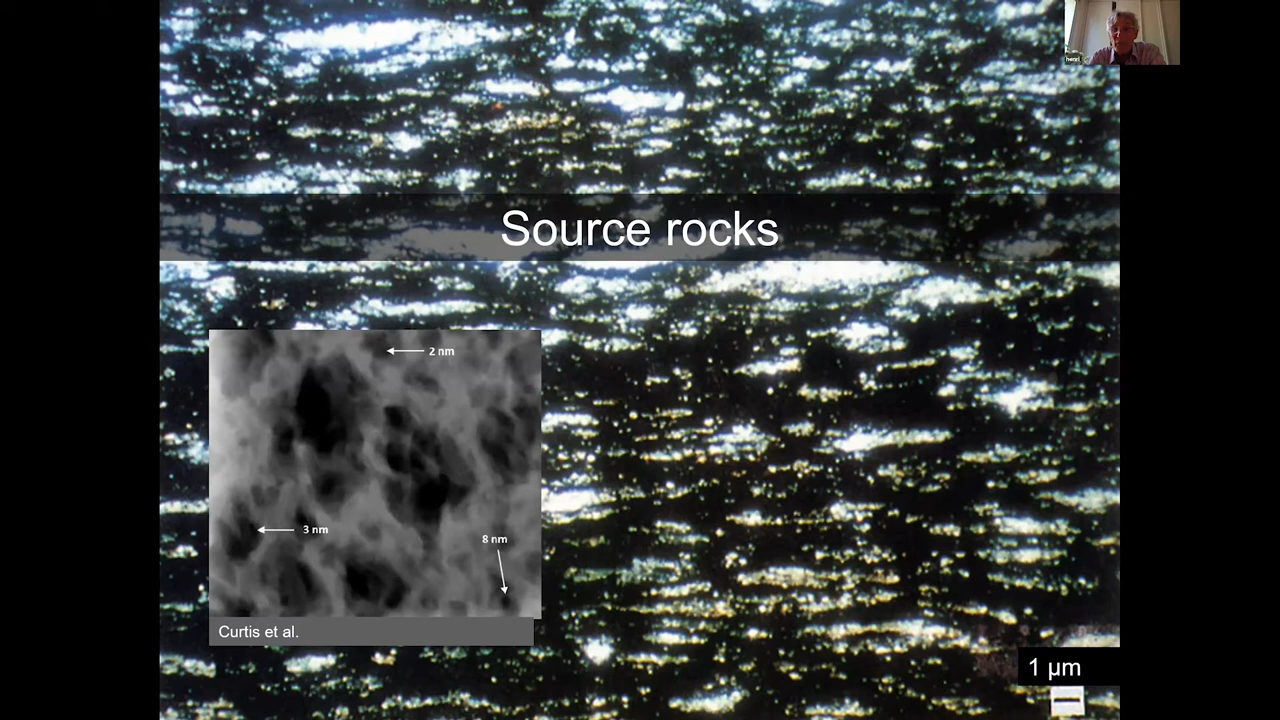 Source rocks
2 nm
3 nm
8 nm
Curtis et al.
1 µm